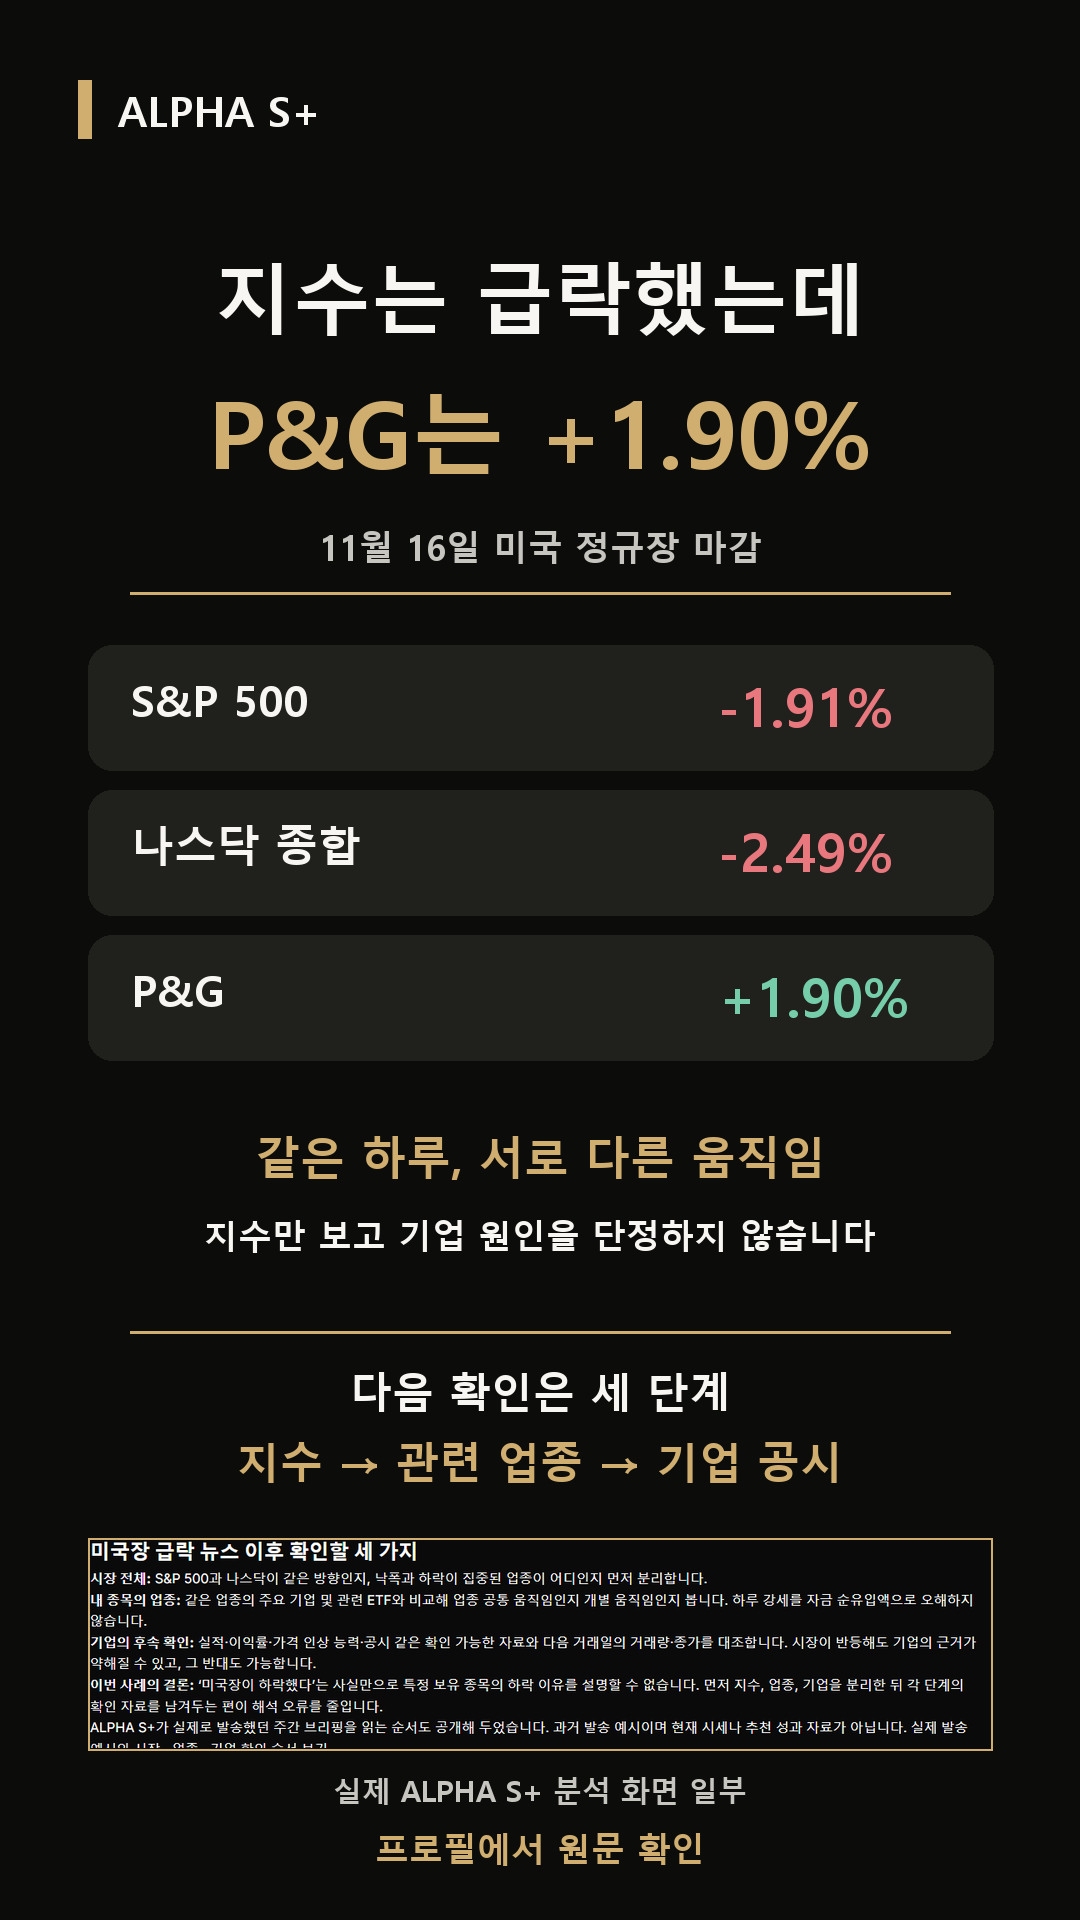 ALPHA S+
지수는 급락했는데
P&G는 +1.90%
11월 16일 미국 정규장 마감
S&P 500 -1.91%
나스닥 종합 -2.49%
P&G +1.90%
같은 하루, 서로 다른 움직임
지수만 보고 기업 원인을 단정하지 않습니다
다음 확인은 세 단계
지수 → 관련 업종 → 기업 공시
미국장 급락 뉴스 이후 확인할 세 가지
시장 전체: S&P 500과 나스닥이 같은 방향인지, 낙폭과 하락이 집중된 업종이 어디인지 먼저 분리합니다.
내 종목의 업종: 같은 업종의 주요 기업 및 관련 ETF와 비교해 업종 공통 움직임인지 개별 움직임인지 봅니다. 하루 강세를 자금 순유입액으로 오해하지
않습니다.
기업의 후속 확인: 실적·이익률·가격 인상 능력·공시 같은 확인 가능한 자료와 다음 거래일의 거래량·종가를 대조합니다. 시장이 반등해도 기업의 근거가
약해질 수 있고, 그 반대도 가능합니다.
이번 사례의 결론: ‘미국장이 하락했다’는 사실만으로 특정 보유 종목의 하락 이유를 설명할 수 없습니다. 먼저 지수, 업종, 기업을 분리한 뒤 각 단계의
확인 자료를 남겨두는 편이 해석 오류를 줄입니다.
ALPHA S+가 실제로 발송했던 주간 브리핑을 읽는 순서도 공개해 두었습니다. 과거 발송 예시이며 현재 시세나 추천 성과 자료가 아닙니다. 실제 발송
실제 ALPHA S+ 분석 화면 일부
프로필에서 원문 확인